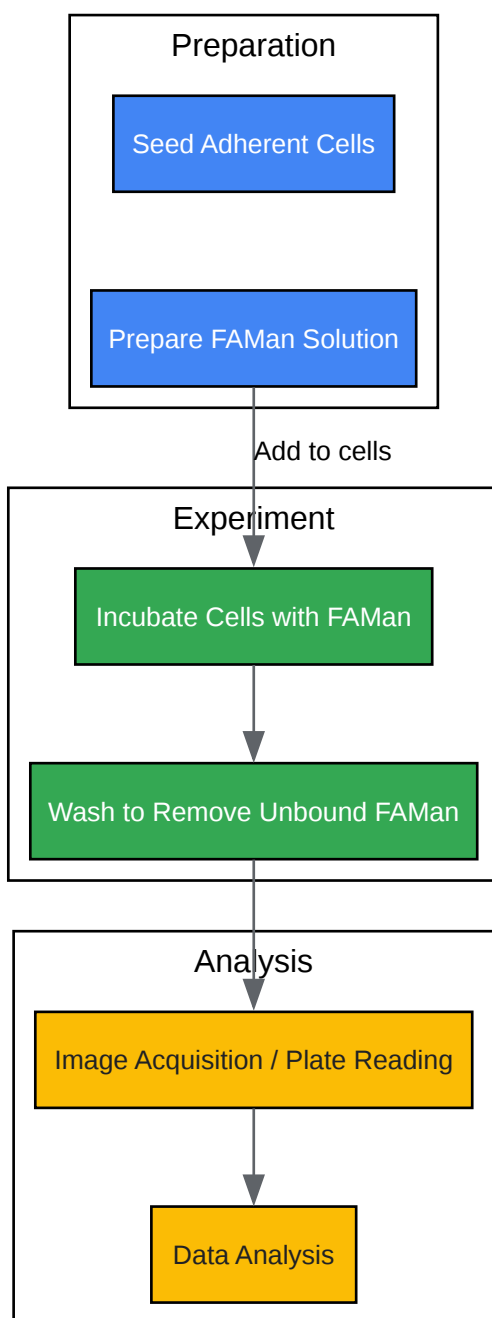 Preparation
Seed Adherent Cells
Prepare FAMan Solution
Add to cells
Experiment
Incubate Cells with FAMan
Wash to Remove Unbound FAMan
Analysis
Image Acquisition / Plate Reading
Data Analysis